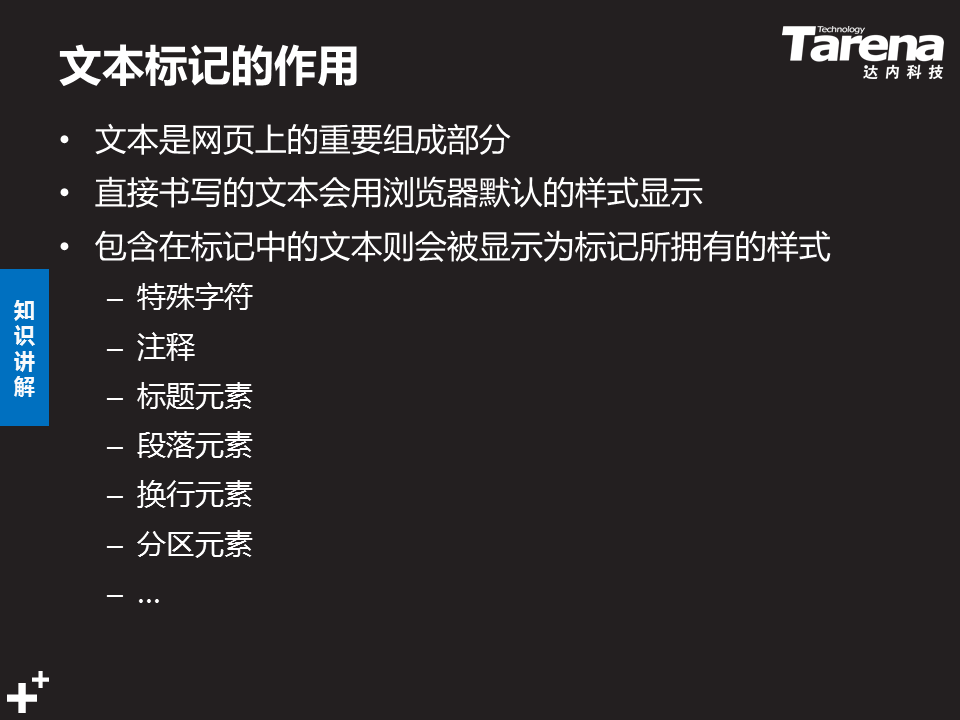 文本标记的作用
Technology
Tarena
达内科技
• 文本是网页上的重要组成部分
• 直接书写的文本会用浏览器默认的样式显示
• 包含在标记中的文本则会被显示为标记所拥有的样式
– 特殊字符
– 注释
– 标题元素
– 段落元素
– 换行元素
– 分区元素
– ...
知识讲解